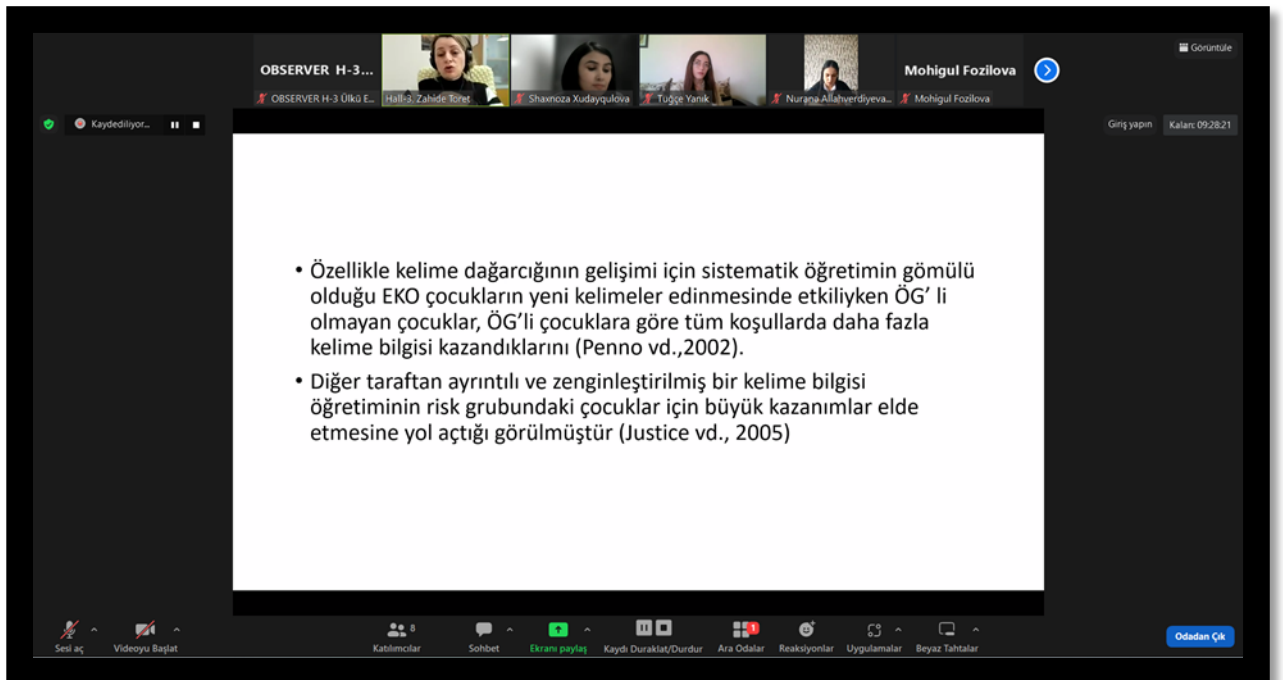 OBSERVER H-3...
Mohigul Fozilova
Görüntüle
OBSERVER H-3 Ülkü E...
Hall-3. Zahide Toret
Shaxnoza Xudayqulova
Tuğçe Yanık
Nuranə Allahverdiyeva...
Mohigul Fozilova
Kaydediliyor...
Giriş yapın
Kalan: 09:28:21
• Özellikle kelime dağarcığının gelişimi için sistematik öğretimin gömülü
olduğu EKO çocukların yeni kelimeler edinmesinde etkiliyken ÖG' li
olmayan çocuklar, ÖG'li çocuklara göre tüm koşullarda daha fazla
kelime bilgisi kazandıklarını (Penno vd.,2002).
• Diğer taraftan ayrıntılı ve zenginleştirilmiş bir kelime bilgisi
öğretiminin risk grubundaki çocuklar için büyük kazanımlar elde
etmesine yol açtığı görülmüştür (Justice vd., 2005)
Sesi aç
Videoyu Başlat
8
Katılımcılar
Sohbet
Ekranı paylaş
Kaydı Duraklat/Durdur
1
Ara Odalar
Reaksiyonlar
Uygulamalar
Beyaz Tahtalar
Odadan Çık